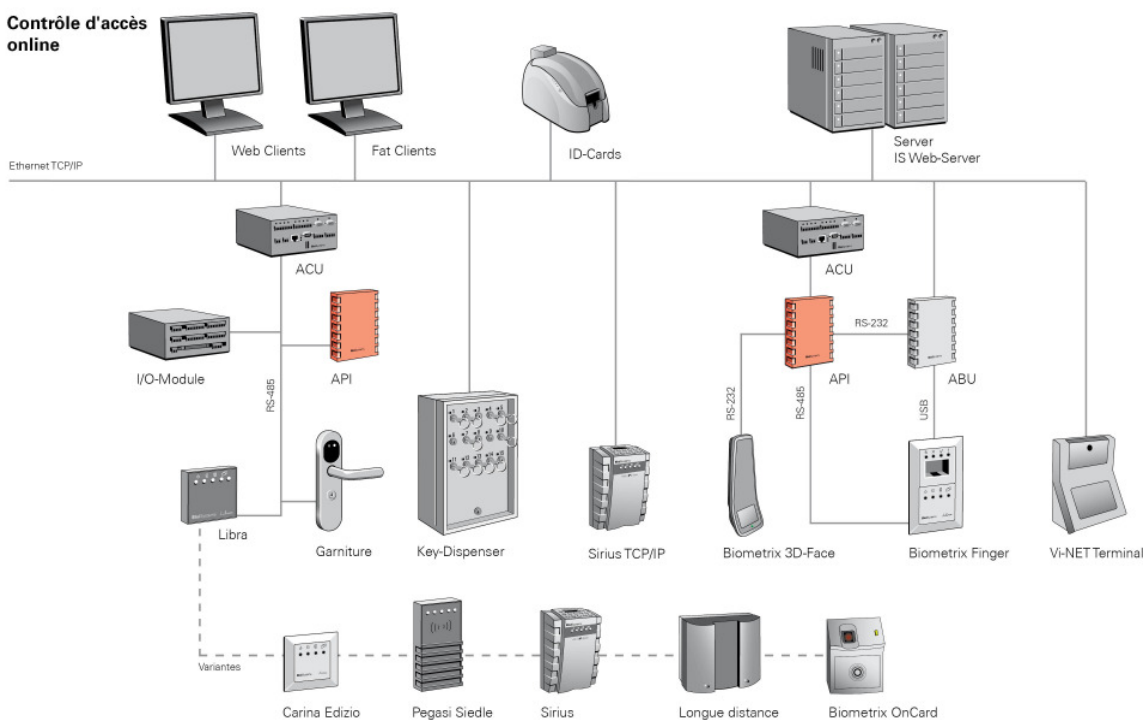 Contrôle d'accès
online
Web Clients
Fat Clients
ID-Cards
Server
IS Web-Server
Ethernet TCP/IP
ACU
ACU
I/O-Module
API
RS-485
RS-232
API
ABU
RS-232
RS-485
USB
Libra
Garniture
Key-Dispenser
Sirius TCP/IP
Biometrix 3D-Face
Biometrix Finger
Vi-NET Terminal
Variantes
Carina Edizio
Pegasi Siedle
Sirius
Longue distance
Biometrix OnCard